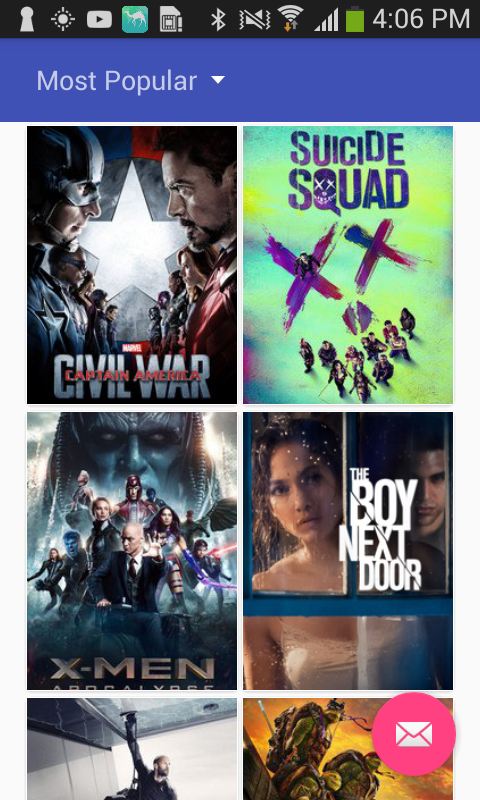 4:06 PM
Most Popular
MARVEL
CAPTAIN AMERICA
CIVIL WAR
SUICIDE
SQUAD
X-MEN
APOCALYPSE
THE
BOY
NEXT
DOOR